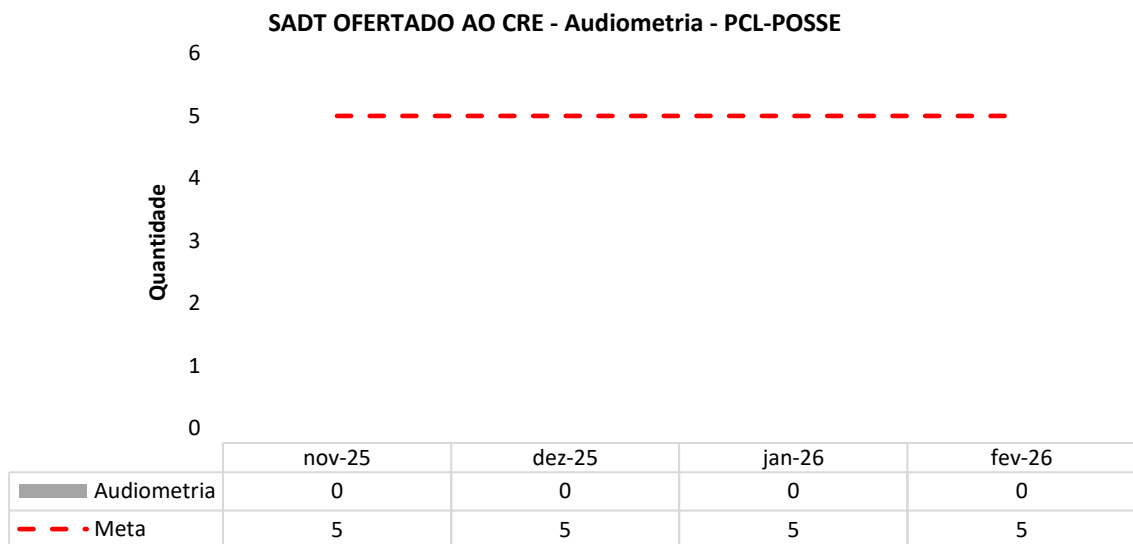 SADT OFERTADO AO CRE - Audiometria - PCL-POSSE
6
5
4
3
2
1
0
Quantidade
nov-25 dez-25 jan-26 fev-26
Audiometria 0 0 0 0
Meta 5 5 5 5